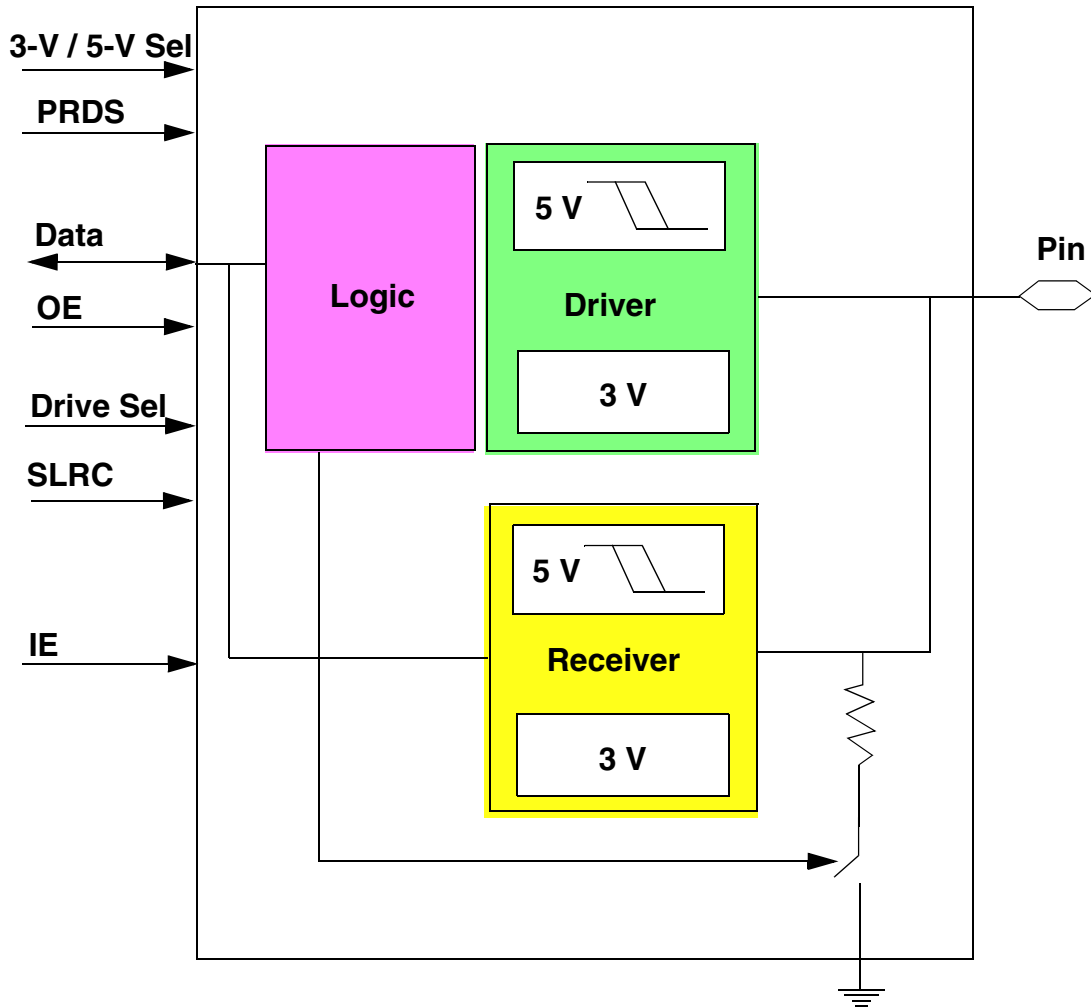 3-V / 5-V Sel
PRDS
Data
OE
Drive Sel
SLRC
IE
Logic
5 V
Driver
3 V
5 V
Receiver
3 V
Pin